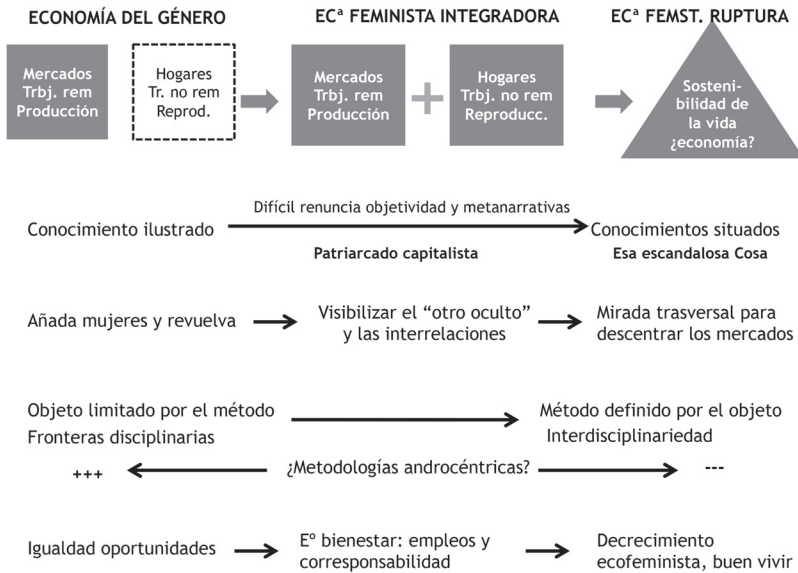 ECONOMÍA DEL GÉNERO
ECª FEMINISTA INTEGRADORA
ECª FEMST. RUPTURA
Mercados
Trbj. rem
Producción
Hogares
Tr. no rem
Reprod.
Mercados
Trbj. rem
Producción
+
Hogares
Trbj. no rem
Reproducc.
Sosteni-
bilidad de
la vida
¿economía?
Conocimiento ilustrado
Difícil renuncia objetividad y metanarrativas
Patriarcado capitalista
Conocimientos situados
Esa escandalosa Cosa
Añada mujeres y revuelva
Visibilizar el “otro oculto”
y las interrelaciones
Mirada trasversal para
descentrar los mercados
Objeto limitado por el método
Fronteras disciplinarias
Método definido por el objeto
Interdisciplinariedad
+++
¿Metodologías androcéntricas?
---
Igualdad oportunidades
Eº bienestar: empleos y
corresponsabilidad
Decrecimiento
ecofeminista, buen vivir